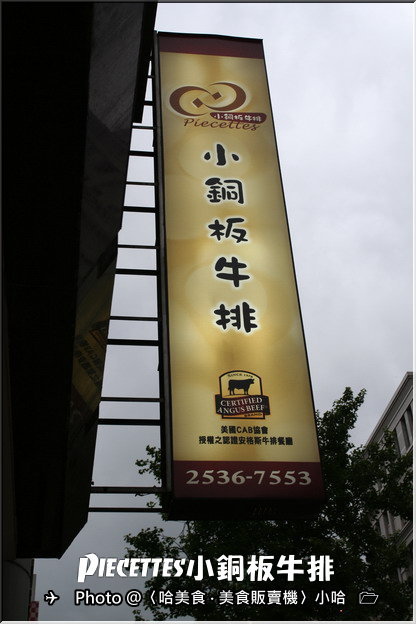 小銅板牛排
Piecettes
小銅板牛排
CERTIFIED
ANGUS BEEF
美國CAB協會
授權之認證安格斯牛排餐廳
2536-7553
PIECETTES小銅板牛排
Photo @〈哈美食・美食販賣機〉小哈